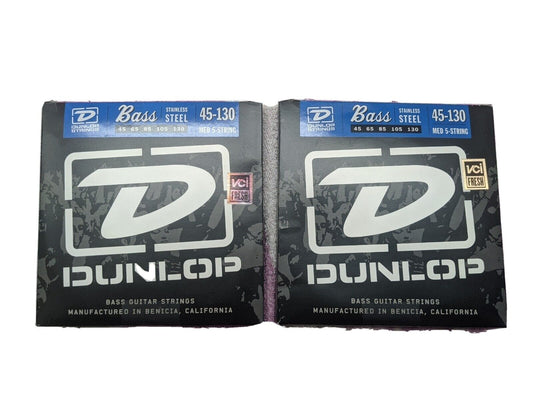 D
DUNLOP
STRINGS
Bass
STAINLESS
STEEL
45 65 85 105 130
45-130
MED 5-STRING
D
VCI
FRESH
DUNLOP
BASS GUITAR STRINGS
MANUFACTURED IN BENICIA, CALIFORNIA
D
DUNLOP
STRINGS
Bass
STAINLESS
STEEL
45 65 85 105 130
45-130
MED 5-STRING
D
VCI
FRESH
DUNLOP
BASS GUITAR STRINGS
MANUFACTURED IN BENICIA, CALIFORNIA